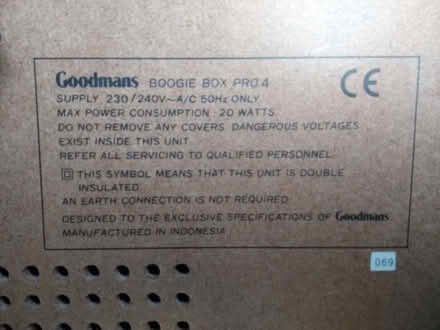 Goodmans BOOGIE BOX PRO 4
CE
SUPPLY 230/240V~A/C 50Hz ONLY
MAX POWER CONSUMPTION 20 WATTS
DO NOT REMOVE ANY COVERS DANGEROUS VOLTAGES
EXIST INSIDE THIS UNIT
REFER ALL SERVICING TO QUALIFIED PERSONNEL.
THIS SYMBOL MEANS THAT THIS UNIT IS DOUBLE
INSULATED
AN EARTH CONNECTION IS NOT REQUIRED
DESIGNED TO THE EXCLUSIVE SPECIFICATIONS OF Goodmans
MANUFACTURED IN INDONESIA
069